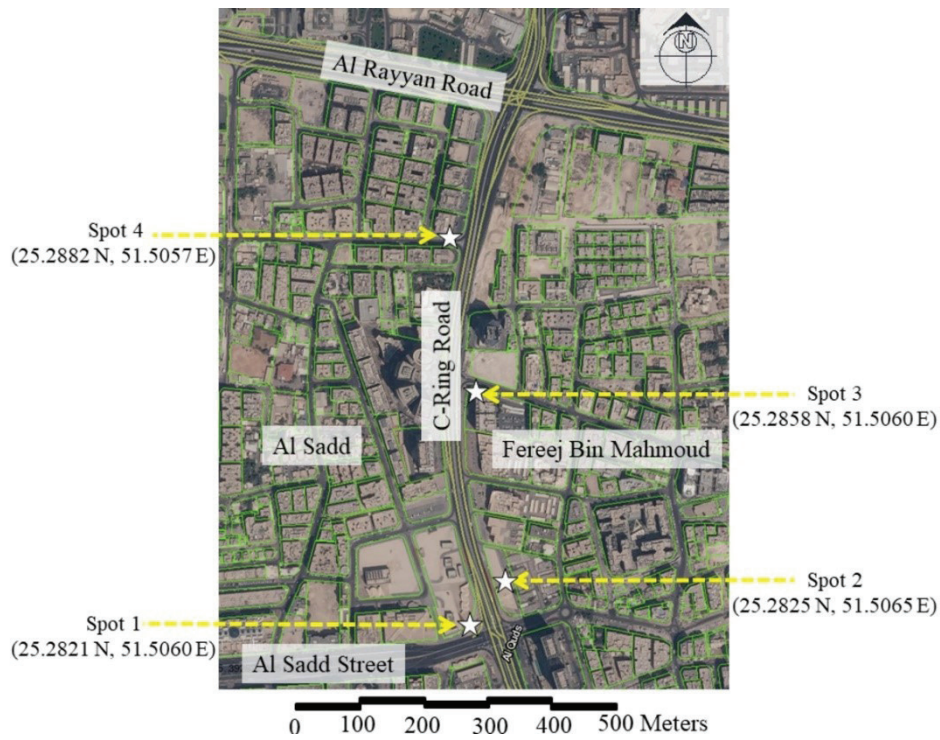 N
Al Rayyan Road
Spot 4
(25.2882 N, 51.5057 E)
C-Ring Road
Spot 3
(25.2858 N, 51.5060 E)
Al Sadd
Fereej Bin Mahmoud
Spot 2
(25.2825 N, 51.5065 E)
Spot 1
(25.2821 N, 51.5060 E)
Al Quds
Al Sadd Street
0 100 200 300 400 500 Meters